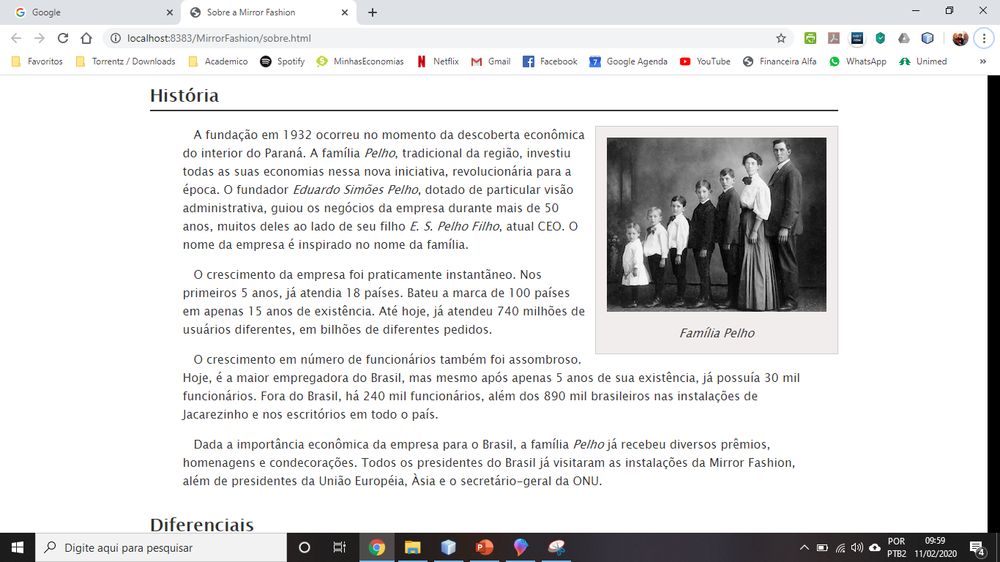 Google
Sobre a Mirror Fashion
localhost:8383/MirrorFashion/sobre.html
Favoritos
Torrentz / Downloads
Academico
Spotify
MinhasEconomias
Netflix
Gmail
Facebook
7
Google Agenda
YouTube
Financeira Alfa
WhatsApp
Unimed
»
História
A fundação em 1932 ocorreu no momento da descoberta econômica
do interior do Paraná. A família Pelho, tradicional da região, investiu
todas as suas economias nessa nova iniciativa, revolucionária para a
época. O fundador Eduardo Simões Pelho, dotado de particular visão
administrativa, guiou os negócios da empresa durante mais de 50
anos, muitos deles ao lado de seu filho E. S. Pelho Filho, atual CEO. O
nome da empresa é inspirado no nome da família.
Família Pelho
O crescimento da empresa foi praticamente instantãneo. Nos
primeiros 5 anos, já atendia 18 países. Bateu a marca de 100 países
em apenas 15 anos de existência. Até hoje, já atendeu 740 milhões de
usuários diferentes, em bilhões de diferentes pedidos.
O crescimento em número de funcionários também foi assombroso.
Hoje, é a maior empregadora do Brasil, mas mesmo após apenas 5 anos de sua existência, já possuía 30 mil
funcionários. Fora do Brasil, há 240 mil funcionários, além dos 890 mil brasileiros nas instalações de
Jacarezinho e nos escritórios em todo o país.
Dada a importância econômica da empresa para o Brasil, a família Pelho já recebeu diversos prêmios,
homenagens e condecorações. Todos os presidentes do Brasil já visitaram as instalações da Mirror Fashion,
além de presidentes da União Européia, Àsia e o secretário-geral da ONU.
Diferenciais
Digite aqui para pesquisar
POR
PTB2
09:59
11/02/2020
4